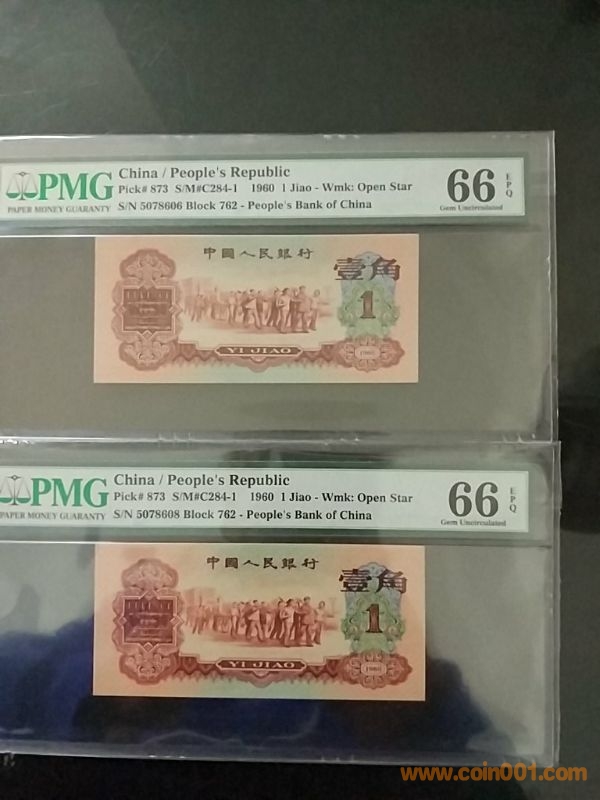 PMG
PAPER MONEY GUARANTY
China / People's Republic
Pick# 873 S/M#C284-1 1960 1 Jiao - Wmk: Open Star
S/N 5078606 Block 762 - People's Bank of China
66
EPQ
Gem Uncirculated
中國人民銀行
壹角
1
YI JIAO
1960
PMG
PAPER MONEY GUARANTY
China / People's Republic
Pick# 873 S/M#C284-1 1960 1 Jiao - Wmk: Open Star
S/N 5078608 Block 762 - People's Bank of China
66
EPQ
Gem Uncirculated
中國人民銀行
壹角
1
YI JIAO
1960
www.coin001.com